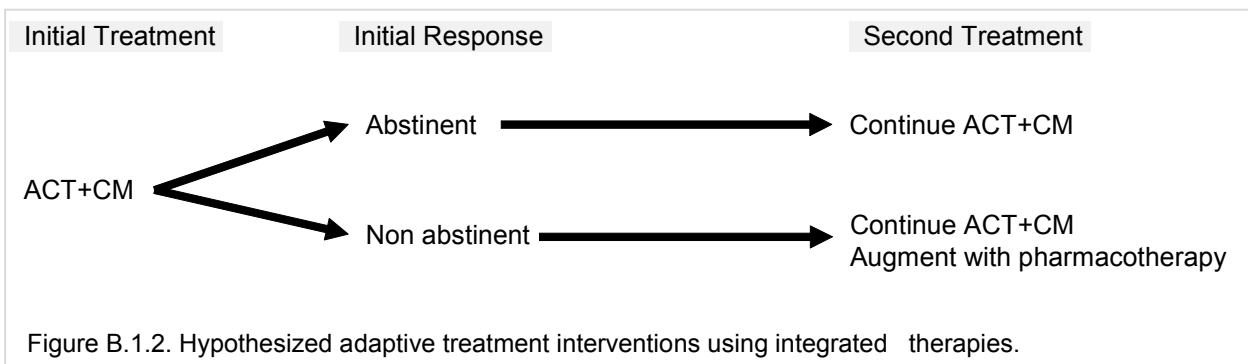 Initial Treatment Initial Response Second Treatment
Abstinent Continue ACT+CM
ACT+CM
Non abstinent Continue ACT+CM
Augment with pharmacotherapy
Figure B.1.2. Hypothesized adaptive treatment interventions using integrated therapies.